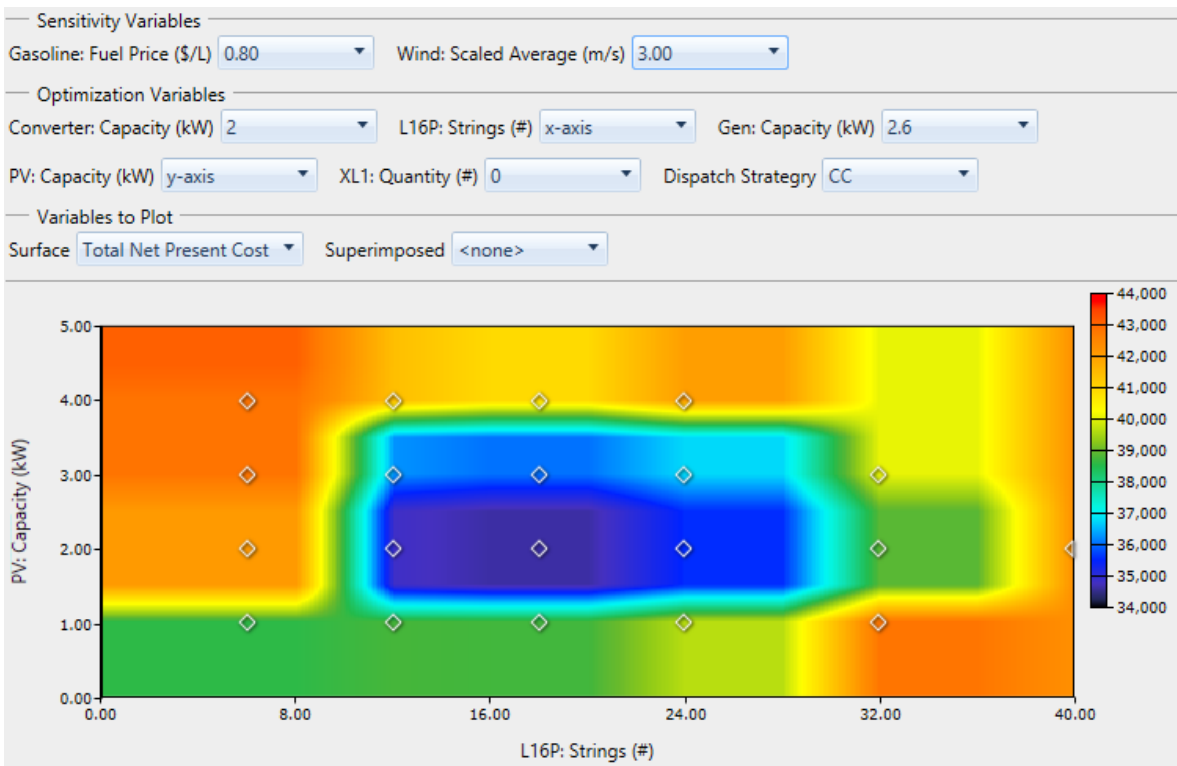 Sensitivity Variables
Gasoline: Fuel Price ($/L) 0.80 Wind: Scaled Average (m/s) 3.00
Optimization Variables
Converter: Capacity (kW) 2 L16P: Strings (#) x-axis Gen: Capacity (kW) 2.6
PV: Capacity (kW) y-axis XL1: Quantity (#) 0 Dispatch Strategry CC
Variables to Plot
Surface Total Net Present Cost Superimposed <none>
44,000
43,000
42,000
41,000
40,000
39,000
38,000
37,000
36,000
35,000
34,000
5.00
4.00
3.00
2.00
1.00
0.00
PV: Capacity (kW)
0.00 8.00 16.00 24.00 32.00 40.00
L16P: Strings (#)